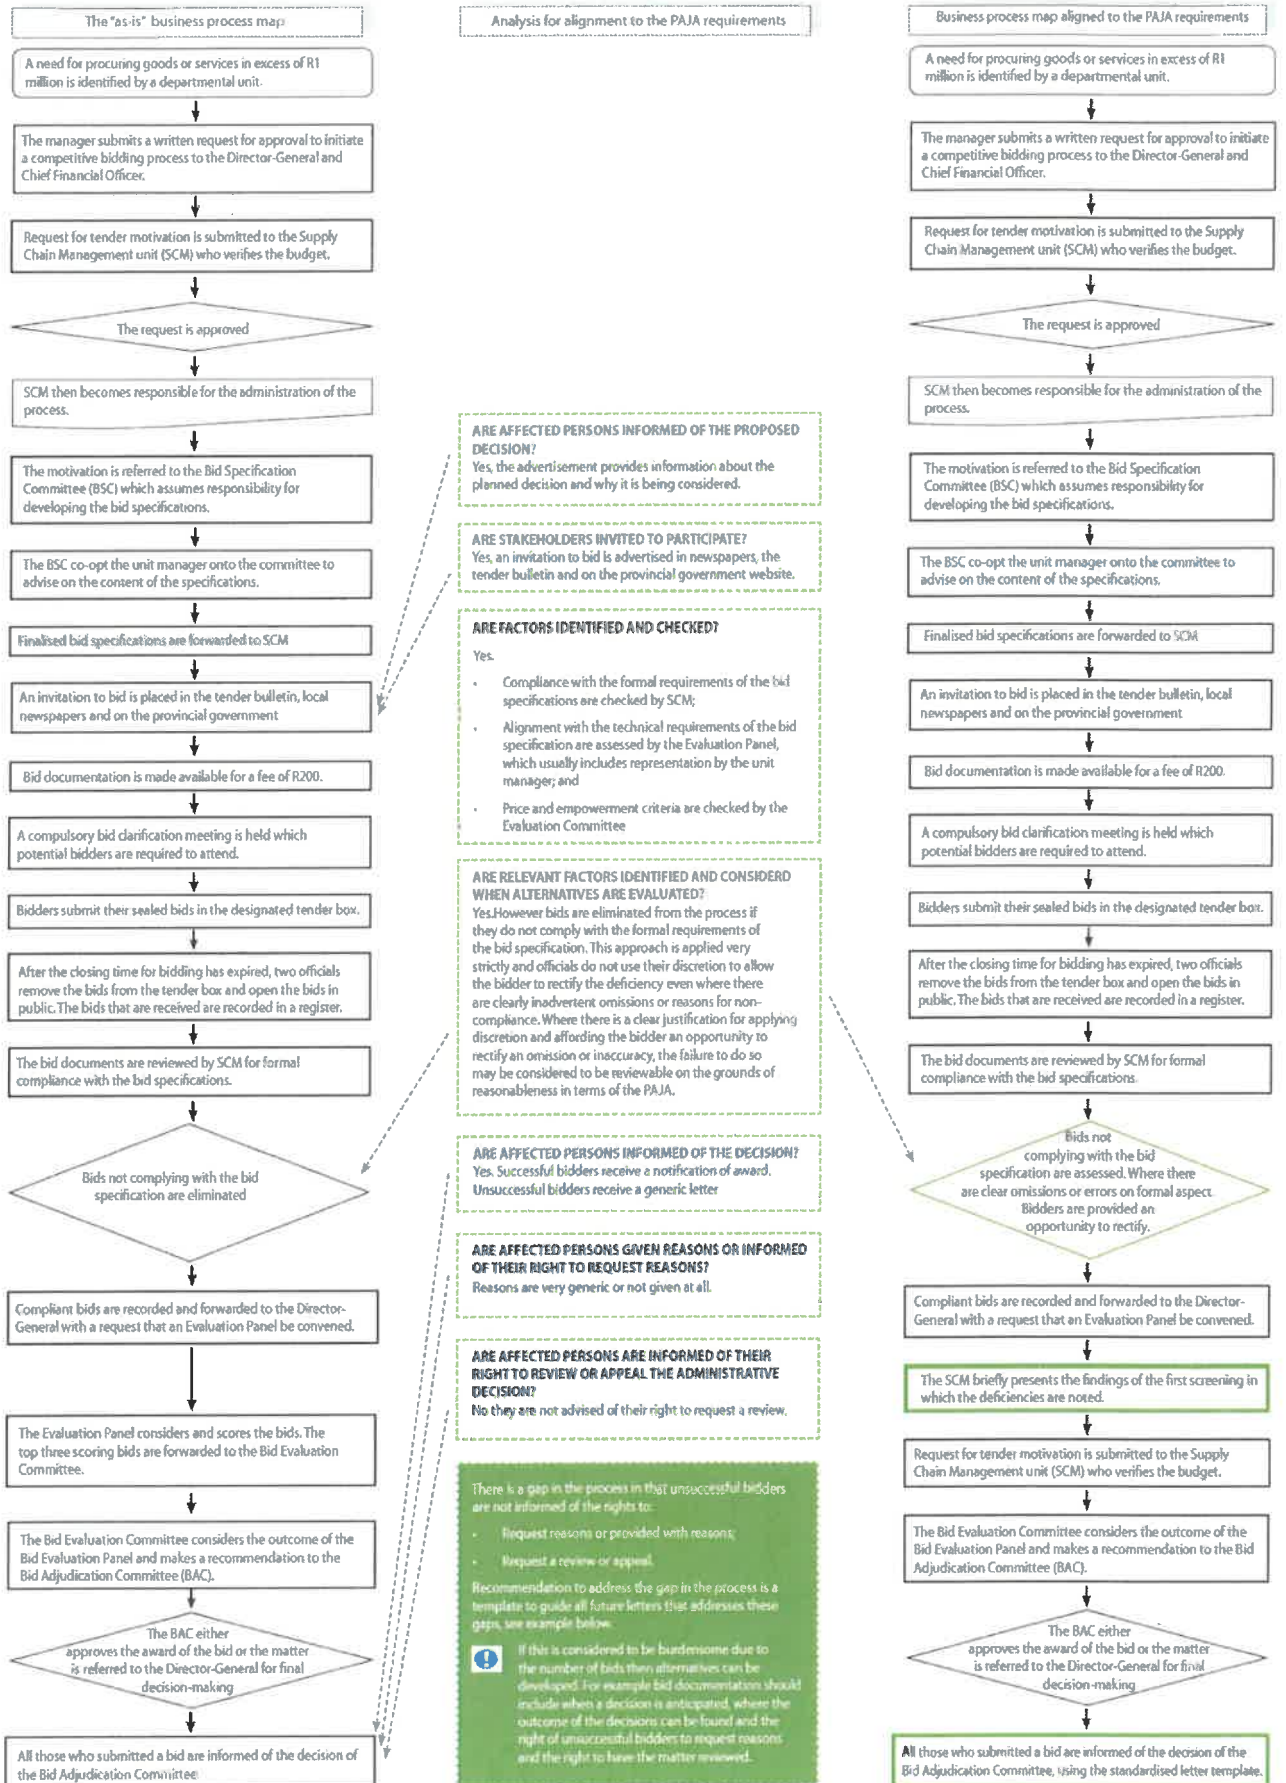 The "as-is" business process map
A need for procuring goods or services in excess of R1
million is identified by a departmental unit.
The manager submits a written request for approval to initiate
a competitive bidding process to the Director-General and
Chief Financial Officer.
Request for tender motivation is submitted to the Supply
Chain Management unit (SCM) who verifies the budget.
The request is approved
SCM then becomes responsible for the administration of the
process.
The motivation is referred to the Bid Specification
Committee (BSC) which assumes responsibility for
developing the bid specifications.
The BSC co-opt the unit manager onto the committee to
advise on the content of the specifications.
Finalised bid specifications are forwarded to SCM
An invitation to bid is placed in the tender bulletin, local
newspapers and on the provincial government
Bid documentation is made available for a fee of R200.
A compulsory bid clarification meeting is held which
potential bidders are required to attend.
Bidders submit their sealed bids in the designated tender box.
After the closing time for bidding has expired, two officials
remove the bids from the tender box and open the bids in
public. The bids that are received are recorded in a register.
The bid documents are reviewed by SCM for formal
compliance with the bid specifications.
Bids not complying with the bid
specification are eliminated
Compliant bids are recorded and forwarded to the Director-
General with a request that an Evaluation Panel be convened.
The Evaluation Panel considers and scores the bids. The
top three scoring bids are forwarded to the Bid Evaluation
Committee.
The Bid Evaluation Committee considers the outcome of the
Bid Evaluation Panel and makes a recommendation to the
Bid Adjudication Committee (BAC).
The BAC either
approves the award of the bid or the matter
is referred to the Director-General for final
decision-making
All those who submitted a bid are informed of the decision of
the Bid Adjudication Committee
Analysis for alignment to the PAJA requirements
ARE AFFECTED PERSONS INFORMED OF THE PROPOSED
DECISION?
Yes, the advertisement provides information about the
planned decision and why it is being considered.
ARE STAKEHOLDERS INVITED TO PARTICIPATE?
Yes, an invitation to bid is advertised in newspapers, the
tender bulletin and on the provincial government website.
ARE FACTORS IDENTIFIED AND CHECKED?
Yes.
• Compliance with the formal requirements of the bid
specifications are checked by SCM;
• Alignment with the technical requirements of the bid
specification are assessed by the Evaluation Panel,
which usually includes representation by the unit
manager; and
• Price and empowerment criteria are checked by the
Evaluation Committee
ARE RELEVANT FACTORS IDENTIFIED AND CONSIDERD
WHEN ALTERNATIVES ARE EVALUATED?
Yes.However bids are eliminated from the process if
they do not comply with the formal requirements of
the bid specification. This approach is applied very
strictly and officials do not use their discretion to allow
the bidder to rectify the deficiency even where there
are clearly inadvertent omissions or reasons for non-
compliance. Where there is a clear justification for applying
discretion and affording the bidder an opportunity to
rectify an omission or inaccuracy, the failure to do so
may be considered to be reviewable on the grounds of
reasonableness in terms of the PAJA.
ARE AFFECTED PERSONS INFORMED OF THE DECISION?
Yes. Successful bidders receive a notification of award.
Unsuccessful bidders receive a generic letter
ARE AFFECTED PERSONS GIVEN REASONS OR INFORMED
OF THEIR RIGHT TO REQUEST REASONS?
Reasons are very generic or not given at all.
ARE AFFECTED PERSONS ARE INFORMED OF THEIR
RIGHT TO REVIEW OR APPEAL THE ADMINISTRATIVE
DECISION?
No they are not advised of their right to request a review.
There is a gap in the process in that unsuccessful bidders
are not informed of the rights to:
• Request reasons or provided with reasons;
• Request a review or appeal.
Recommendation to address the gap in the process is a
template to guide all future letters that addresses these
gaps, see example below.
If this is considered to be burdensome due to
the number of bids then alternatives can be
developed. For example bid documentation should
include when a decision is anticipated, where the
outcome of the decisions can be found and the
right of unsuccessful bidders to request reasons
and the right to have the matter reviewed.
Business process map aligned to the PAJA requirements
A need for procuring goods or services in excess of R1
million is identified by a departmental unit.
The manager submits a written request for approval to initiate
a competitive bidding process to the Director-General and
Chief Financial Officer.
Request for tender motivation is submitted to the Supply
Chain Management unit (SCM) who verifies the budget.
The request is approved
SCM then becomes responsible for the administration of the
process.
The motivation is referred to the Bid Specification
Committee (BSC) which assumes responsibility for
developing the bid specifications.
The BSC co-opt the unit manager onto the committee to
advise on the content of the specifications.
Finalised bid specifications are forwarded to SCM
An invitation to bid is placed in the tender bulletin, local
newspapers and on the provincial government
Bid documentation is made available for a fee of R200.
A compulsory bid clarification meeting is held which
potential bidders are required to attend.
Bidders submit their sealed bids in the designated tender box.
After the closing time for bidding has expired, two officials
remove the bids from the tender box and open the bids in
public. The bids that are received are recorded in a register.
The bid documents are reviewed by SCM for formal
compliance with the bid specifications.
Bids not
complying with the bid
specification are assessed. Where there
are clear omissions or errors on formal aspect
Bidders are provided an
opportunity to rectify.
Compliant bids are recorded and forwarded to the Director-
General with a request that an Evaluation Panel be convened.
The SCM briefly presents the findings of the first screening in
which the deficiencies are noted.
Request for tender motivation is submitted to the Supply
Chain Management unit (SCM) who verifies the budget.
The Bid Evaluation Committee considers the outcome of the
Bid Evaluation Panel and makes a recommendation to the Bid
Adjudication Committee (BAC).
The BAC either
approves the award of the bid or the matter
is referred to the Director-General for final
decision-making
All those who submitted a bid are informed of the decision of the
Bid Adjudication Committee, using the standardised letter template.